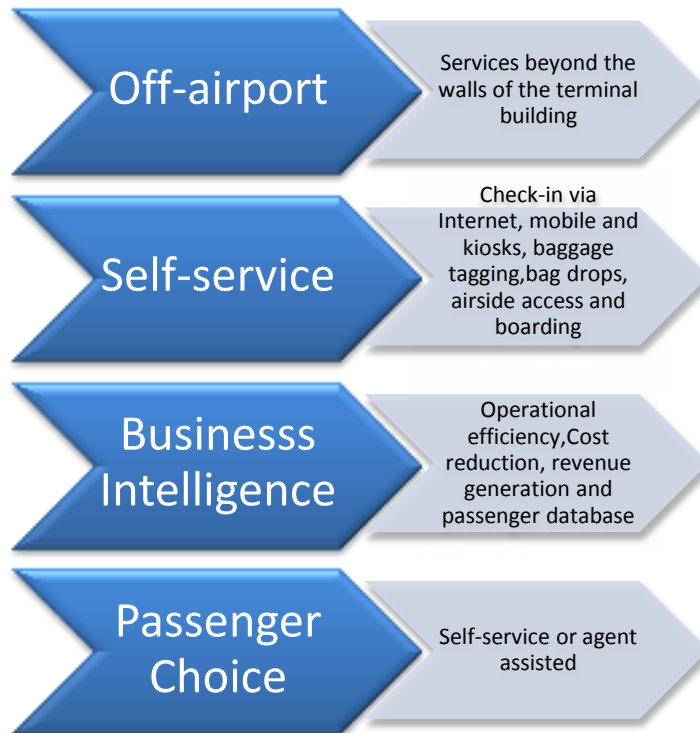 Off-airport
Services beyond the
walls of the terminal
building
Self-service
Check-in via
Internet, mobile and
kiosks, baggage
tagging,bag drops,
airside access and
boarding
Businesss
Intelligence
Operational
efficiency,Cost
reduction, revenue
generation and
passenger database
Passenger
Choice
Self-service or agent
assisted